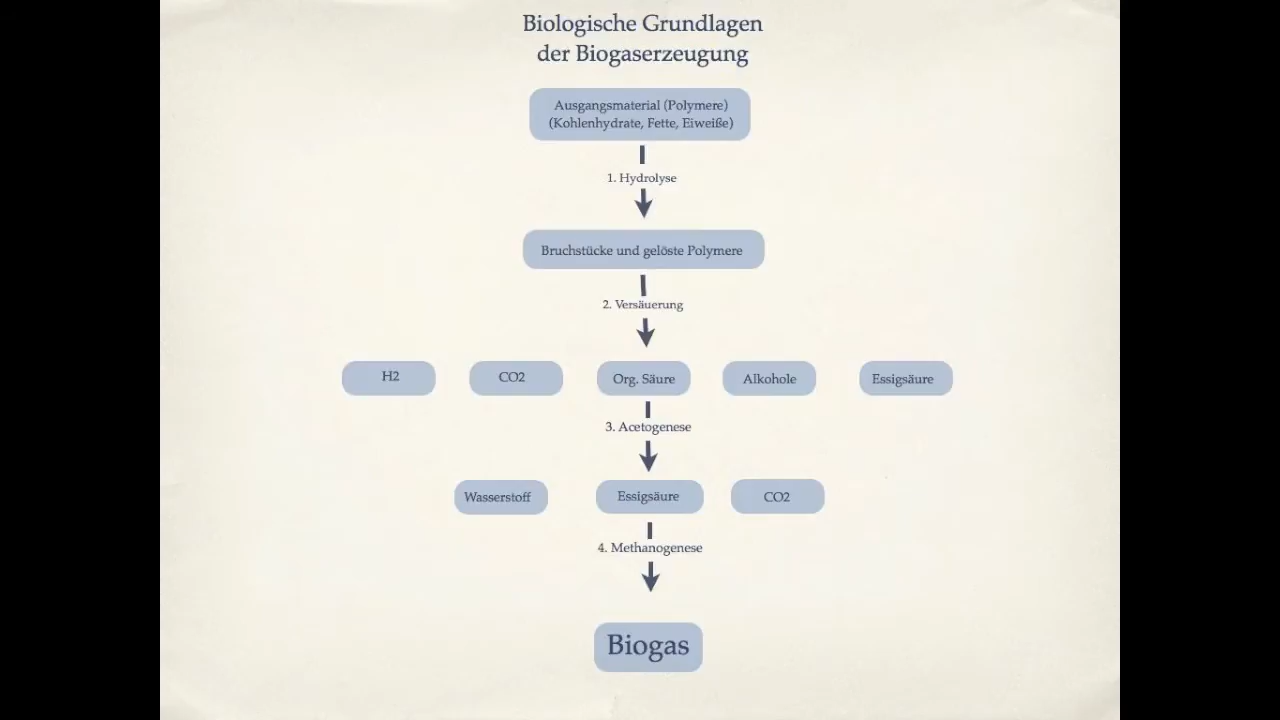 Biologische Grundlagen
der Biogaserzeugung
Ausgangsmaterial (Polymere)
(Kohlenhydrate, Fette, Eiweiße)
1. Hydrolyse
Bruchstücke und gelöste Polymere
2. Versäuerung
H2
CO2
Org. Säure
Alkohole
Essigsäure
3. Acetogenese
Wasserstoff
Essigsäure
CO2
4. Methanogenese
Biogas